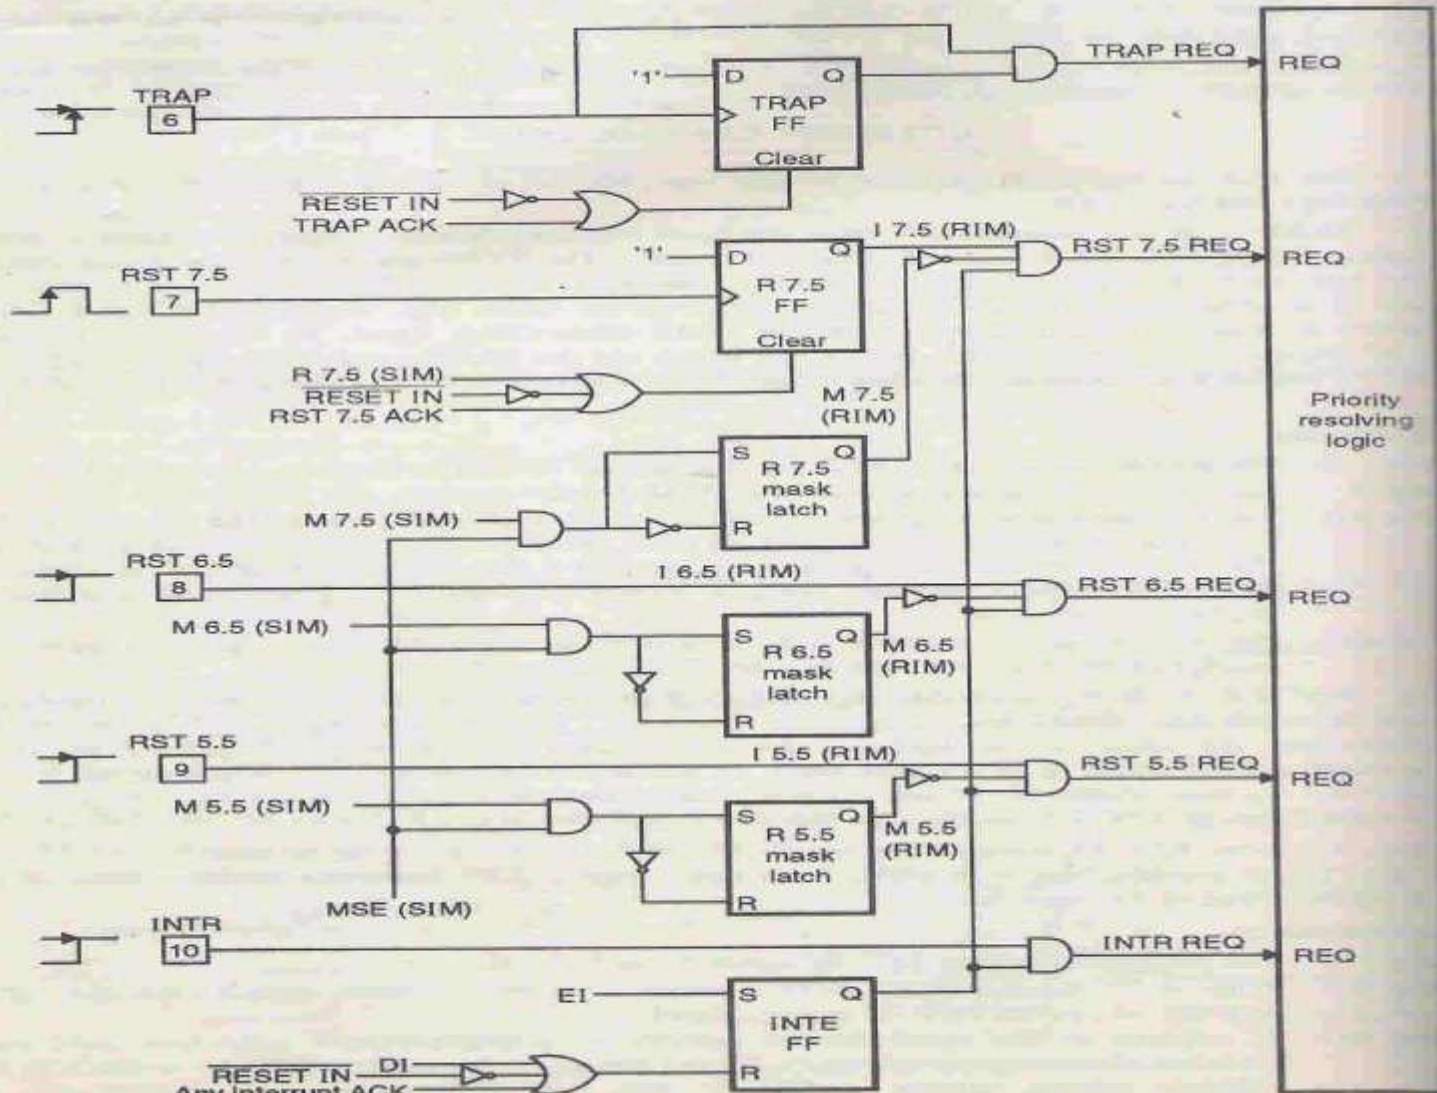 TRAP REQ
REQ
'1'
D
Q
TRAP
FF
Clear
TRAP
6
RESET IN
TRAP ACK
I 7.5 (RIM)
RST 7.5 REQ
REQ
'1'
D
Q
R 7.5
FF
Clear
RST 7.5
7
R 7.5 (SIM)
RESET IN
RST 7.5 ACK
M 7.5
(RIM)
Priority
resolving
logic
S
Q
R 7.5
mask
latch
R
M 7.5 (SIM)
RST 6.5
8
I 6.5 (RIM)
RST 6.5 REQ
REQ
M 6.5 (SIM)
S
Q
R 6.5
mask
latch
R
M 6.5
(RIM)
RST 5.5
9
I 5.5 (RIM)
RST 5.5 REQ
REQ
M 5.5 (SIM)
S
Q
R 5.5
mask
latch
R
M 5.5
(RIM)
MSE (SIM)
INTR
10
INTR REQ
REQ
EI
S
Q
INTE
FF
R
DI
RESET IN
Any interrupt ACK